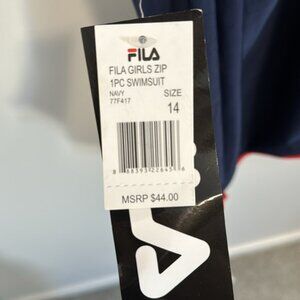 FILA
FILA GIRLS ZIP
1PC SWIMSUIT
NAVY SIZE
77F417 14
MSRP $44.00